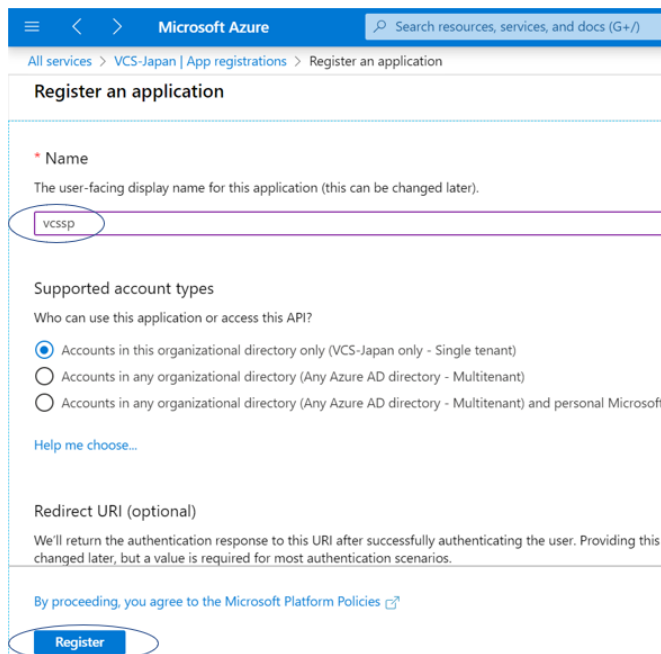 Microsoft Azure
Search resources, services, and docs (G+/)
All services > VCS-Japan | App registrations > Register an application
Register an application
* Name
The user-facing display name for this application (this can be changed later).
vcssp
Supported account types
Who can use this application or access this API?
Accounts in this organizational directory only (VCS-Japan only - Single tenant)
Accounts in any organizational directory (Any Azure AD directory - Multitenant)
Accounts in any organizational directory (Any Azure AD directory - Multitenant) and personal Microsoft
Help me choose...
Redirect URI (optional)
We'll return the authentication response to this URI after successfully authenticating the user. Providing this
changed later, but a value is required for most authentication scenarios.
By proceeding, you agree to the Microsoft Platform Policies
Register